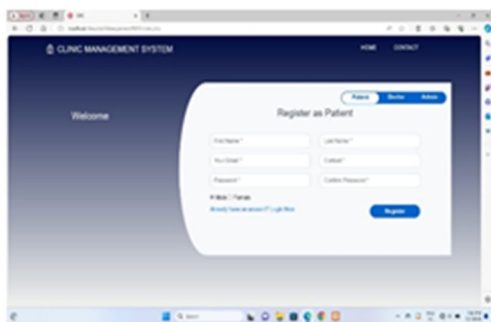 CLINIC MANAGEMENT SYSTEM
HOME CONTACT
Patient Doctor Admin
Welcome
Register as Patient
First Name * Last Name *
Your Email * Contact *
Password * Confirm Password *
Male Female
Already have an account? Login Here
Register